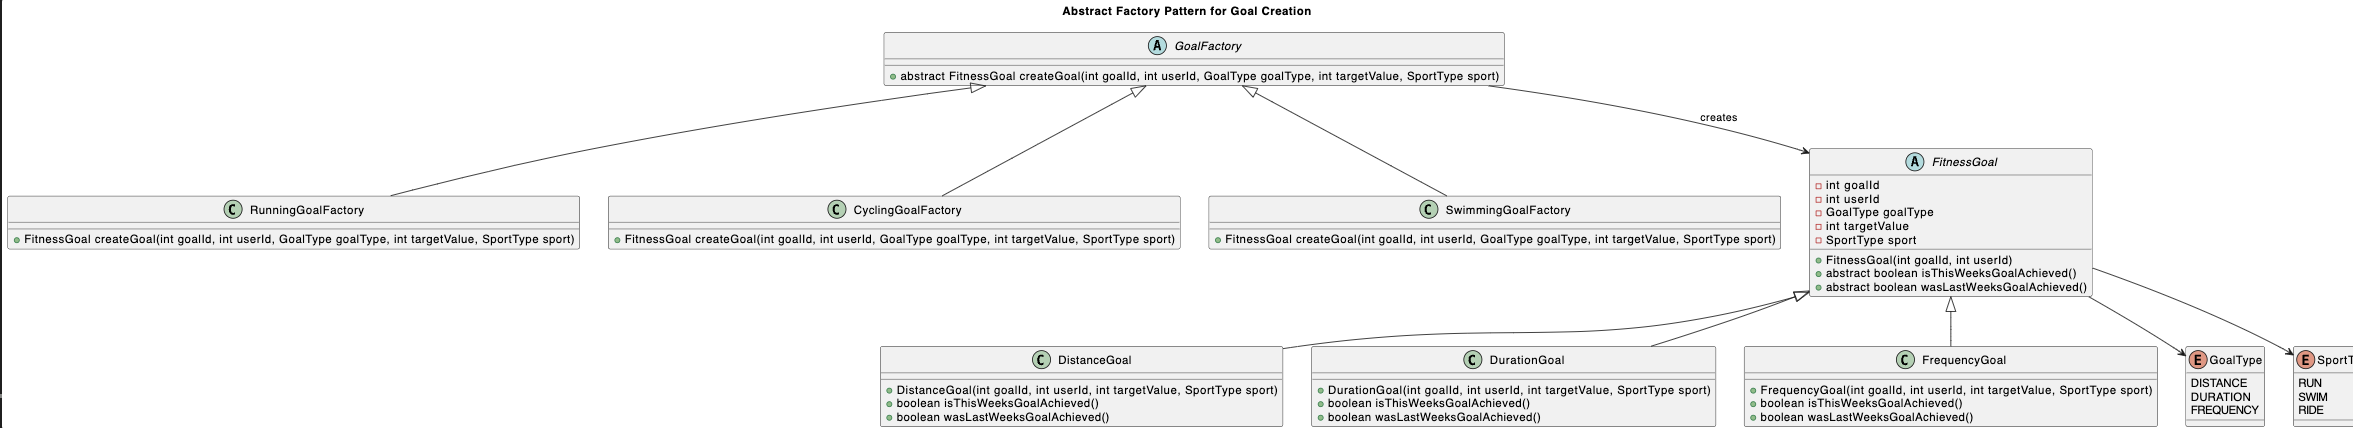 Abstract Factory Pattern for Goal Creation
A GoalFactory
abstract FitnessGoal createGoal(int goalId, int userId, GoalType goalType, int targetValue, SportType sport)
creates
C RunningGoalFactory
FitnessGoal createGoal(int goalId, int userId, GoalType goalType, int targetValue, SportType sport)
C CyclingGoalFactory
FitnessGoal createGoal(int goalId, int userId, GoalType goalType, int targetValue, SportType sport)
C SwimmingGoalFactory
FitnessGoal createGoal(int goalId, int userId, GoalType goalType, int targetValue, SportType sport)
A FitnessGoal
int goalId
int userId
GoalType goalType
int targetValue
SportType sport
FitnessGoal(int goalId, int userId)
abstract boolean isThisWeeksGoalAchieved()
abstract boolean wasLastWeeksGoalAchieved()
C DistanceGoal
DistanceGoal(int goalId, int userId, int targetValue, SportType sport)
boolean isThisWeeksGoalAchieved()
boolean wasLastWeeksGoalAchieved()
C DurationGoal
DurationGoal(int goalId, int userId, int targetValue, SportType sport)
boolean isThisWeeksGoalAchieved()
boolean wasLastWeeksGoalAchieved()
C FrequencyGoal
FrequencyGoal(int goalId, int userId, int targetValue, SportType sport)
boolean isThisWeeksGoalAchieved()
boolean wasLastWeeksGoalAchieved()
E GoalType
DISTANCE
DURATION
FREQUENCY
E SportT
RUN
SWIM
RIDE